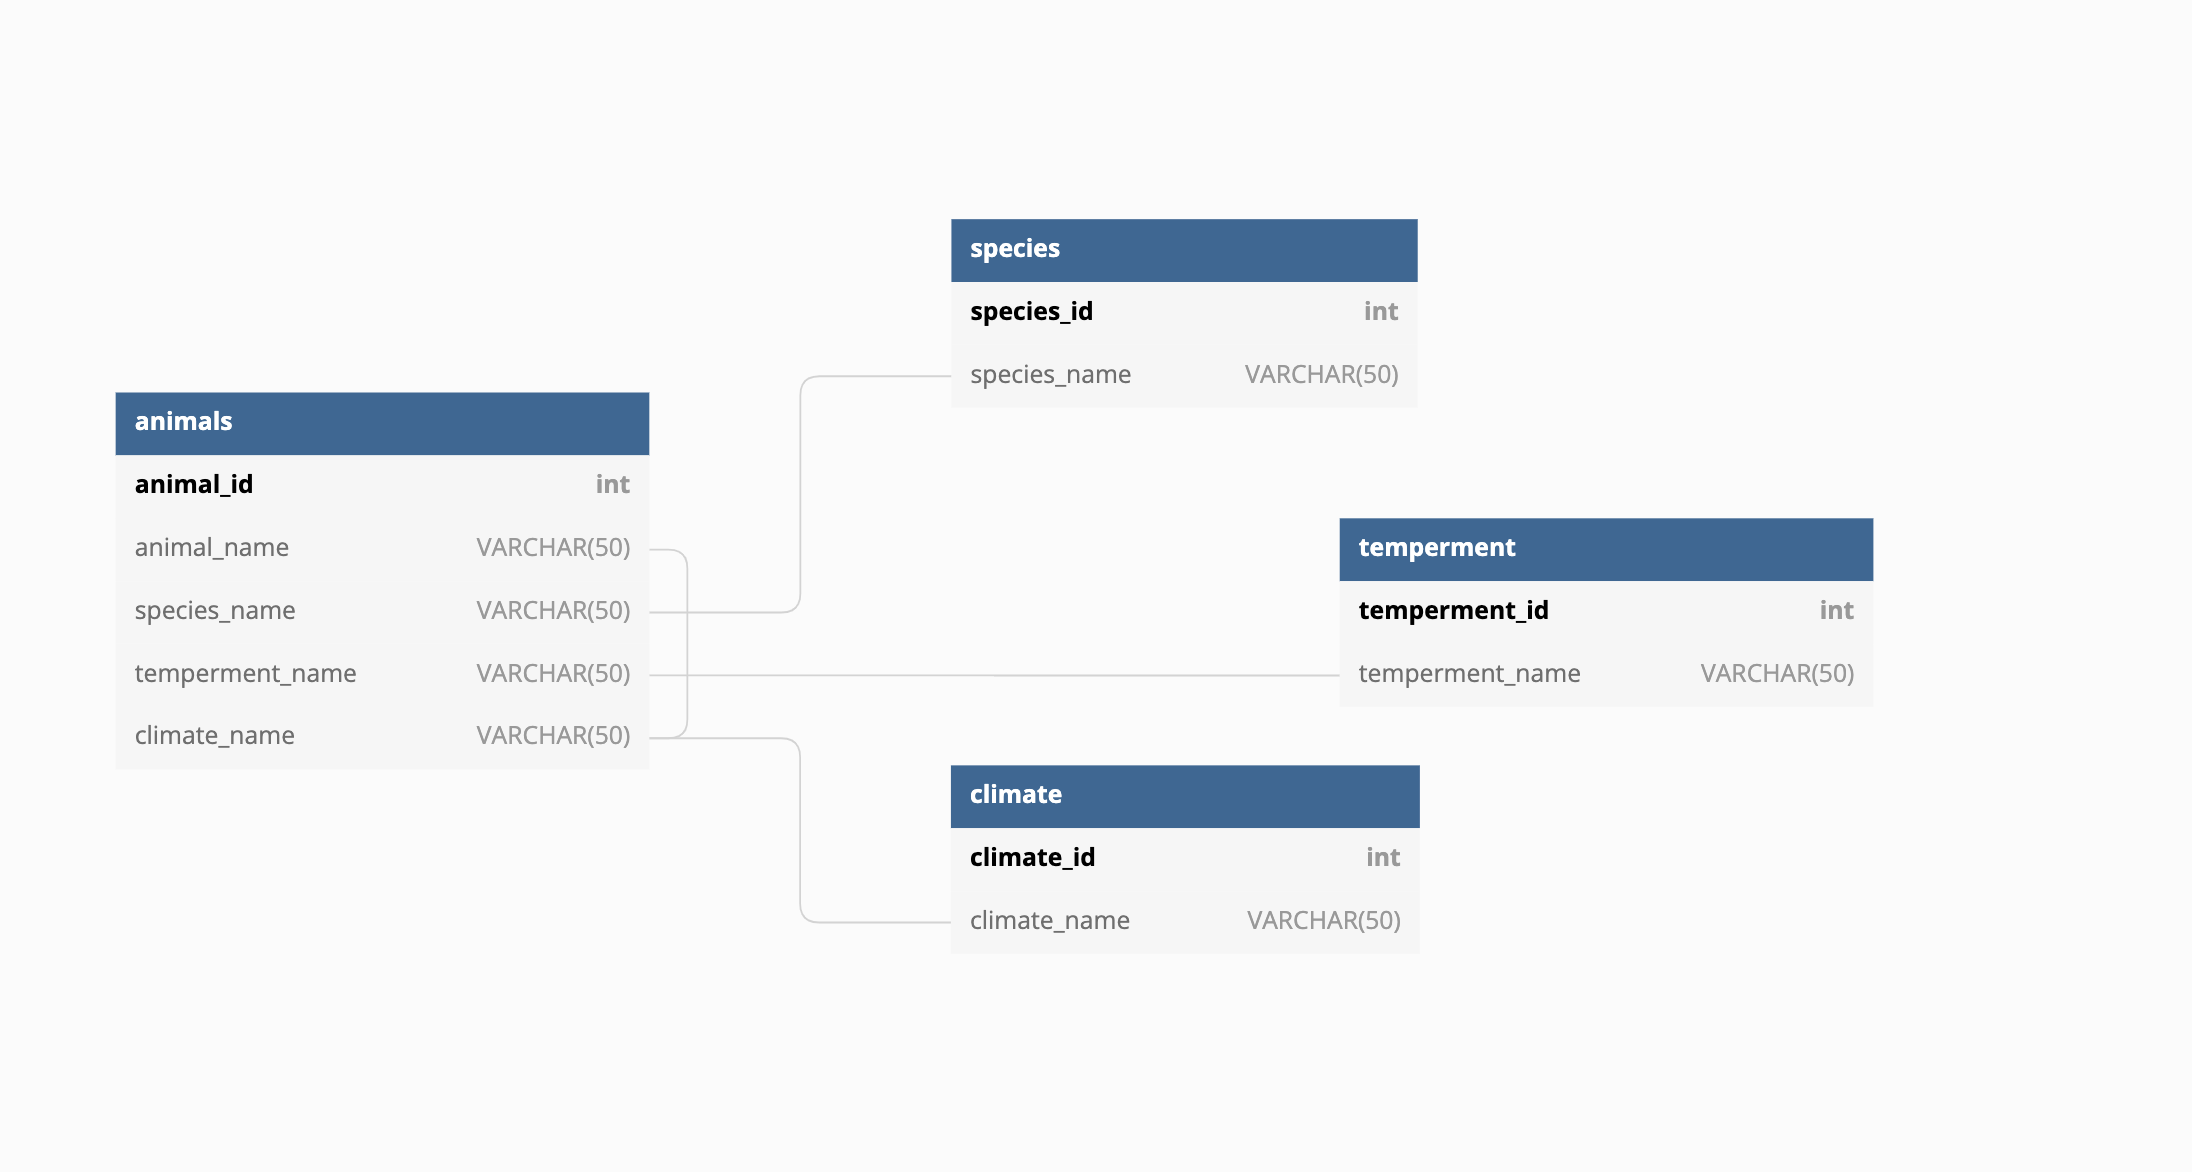 species
species_id int
species_name VARCHAR(50)
animals
animal_id int
animal_name VARCHAR(50)
species_name VARCHAR(50)
temperment_name VARCHAR(50)
climate_name VARCHAR(50)
temperment
temperment_id int
temperment_name VARCHAR(50)
climate
climate_id int
climate_name VARCHAR(50)